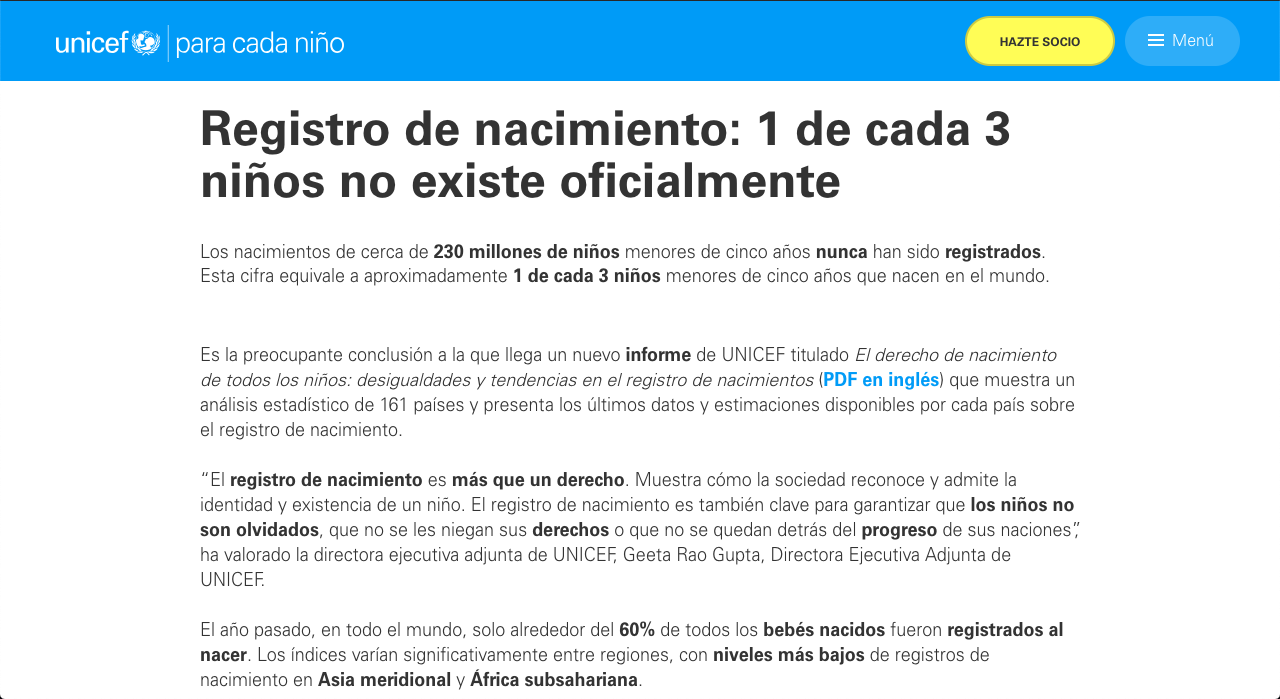 unicef para cada niño
HAZTE SOCIO
Menú
Registro de nacimiento: 1 de cada 3
niños no existe oficialmente
Los nacimientos de cerca de 230 millones de niños menores de cinco años nunca han sido registrados.
Esta cifra equivale a aproximadamente 1 de cada 3 niños menores de cinco años que nacen en el mundo.
Es la preocupante conclusión a la que llega un nuevo informe de UNICEF titulado El derecho de nacimiento
de todos los niños: desigualdades y tendencias en el registro de nacimientos (PDF en inglés) que muestra un
análisis estadístico de 161 países y presenta los últimos datos y estimaciones disponibles por cada país sobre
el registro de nacimiento.
“El registro de nacimiento es más que un derecho. Muestra cómo la sociedad reconoce y admite la
identidad y existencia de un niño. El registro de nacimiento es también clave para garantizar que los niños no
son olvidados, que no se les niegan sus derechos o que no se quedan detrás del progreso de sus naciones”,
ha valorado la directora ejecutiva adjunta de UNICEF, Geeta Rao Gupta, Directora Ejecutiva Adjunta de
UNICEF.
El año pasado, en todo el mundo, solo alrededor del 60% de todos los bebés nacidos fueron registrados al
nacer. Los índices varían significativamente entre regiones, con niveles más bajos de registros de
nacimiento en Asia meridional y África subsahariana.